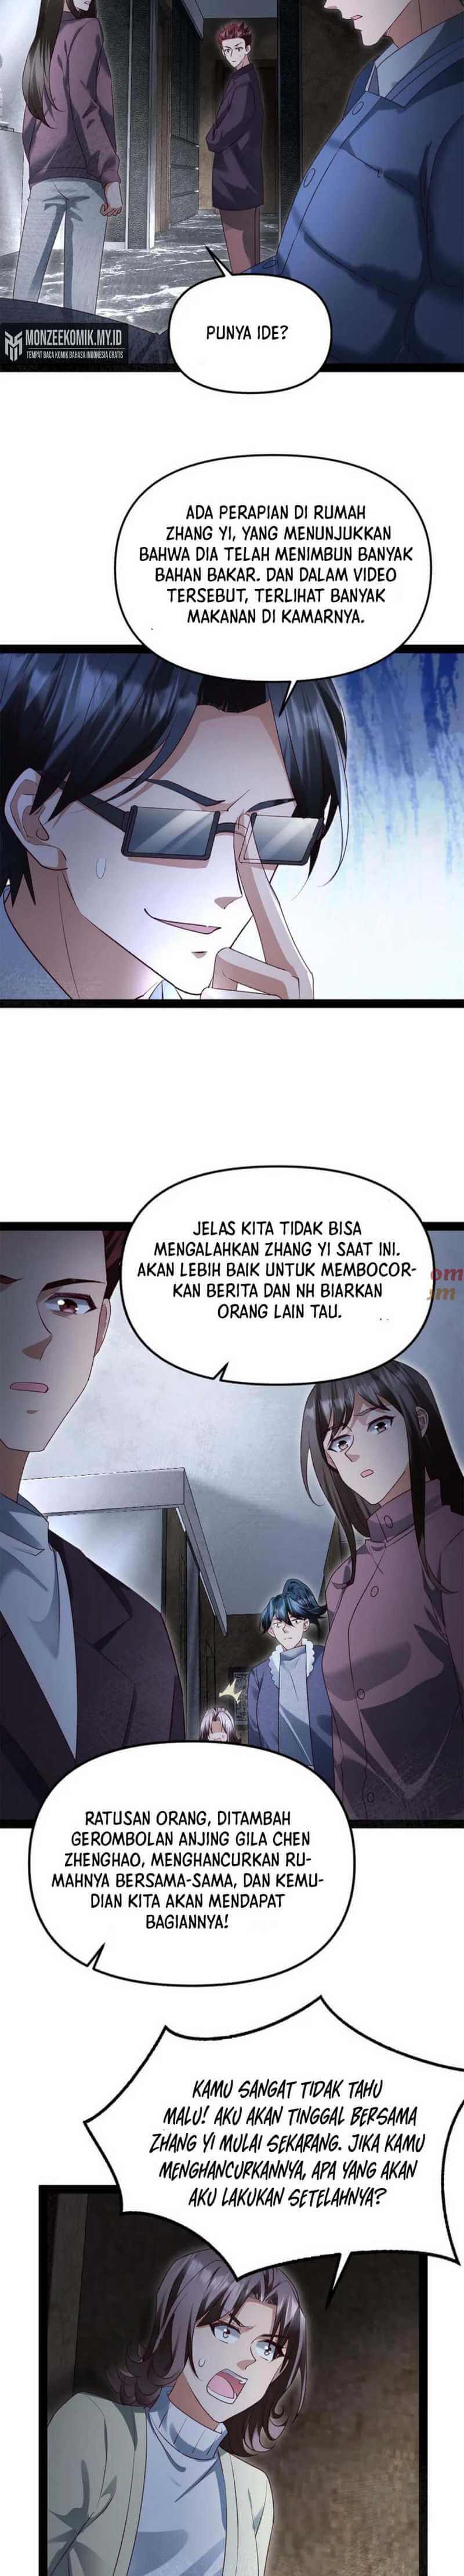 PUNYA IDE?
MONZEEKOMIK.MY.ID
TEMPAT BACA KOMIK BAHASA INDONESIA GRATIS
ADA PERAPIAN DI RUMAH
ZHANG YI, YANG MENUNJUKKAN
BAHWA DIA TELAH MENIMBUN BANYAK
BAHAN BAKAR. DAN DALAM VIDEO
TERSEBUT, TERLIHAT BANYAK
MAKANAN DI KAMARNYA.
JELAS KITA TIDAK BISA
MENGALAHKAN ZHANG YI SAAT INI.
AKAN LEBIH BAIK UNTUK MEMBOCOR-
KAN BERITA DAN NH BIARKAN
ORANG LAIN TAU.
om
RATUSAN ORANG, DITAMBAH
GEROMBOLAN ANJING GILA CHEN
ZHENGHAO, MENGHANCURKAN RU-
MAHNYA BERSAMA-SAMA, DAN KEMU-
DIAN KITA AKAN MENDAPAT
BAGIANNYA!
KAMU SANGAT TIDAK TAHU
MALU! AKU AKAN TINGGAL BERSAMA
ZHANG YI MULAI SEKARANG. JIKA KAMU
MENGHANCURKANNYA, APA YANG AKAN
AKU LAKUKAN SETELAHNYA?